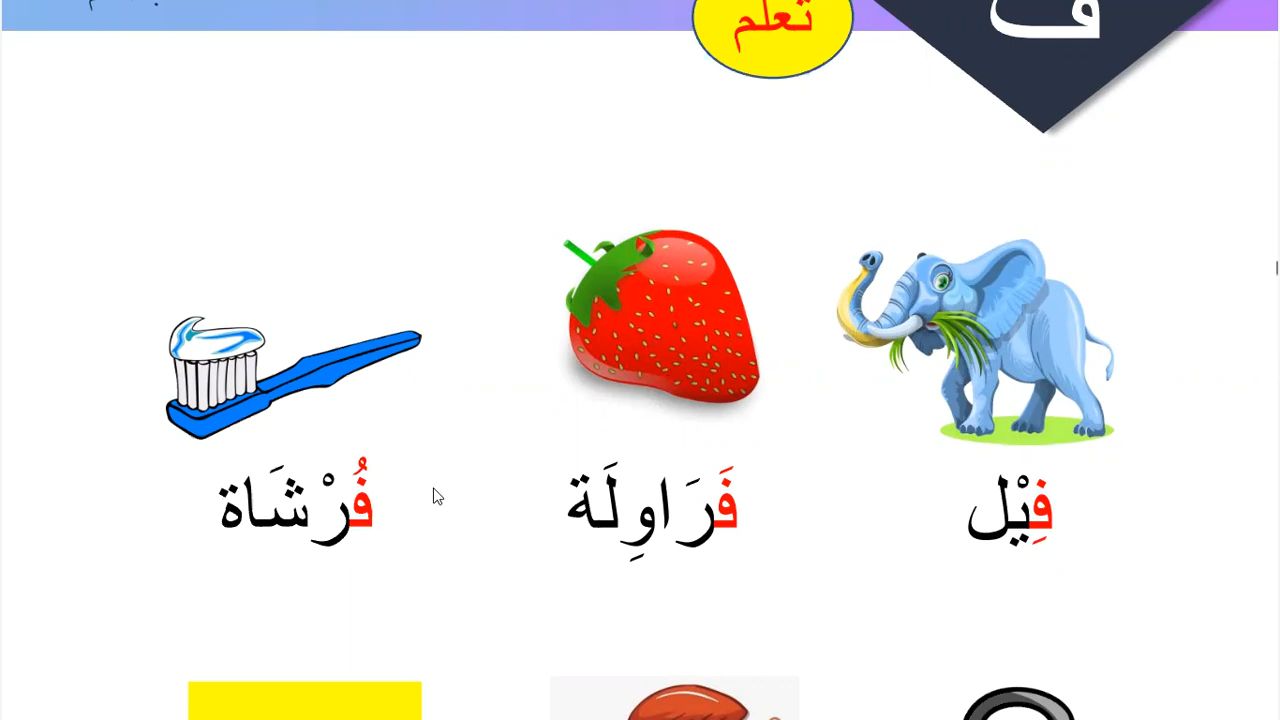 ف
تعلم
فِيْل
فَرَاوِلَة
فُرْشَاة